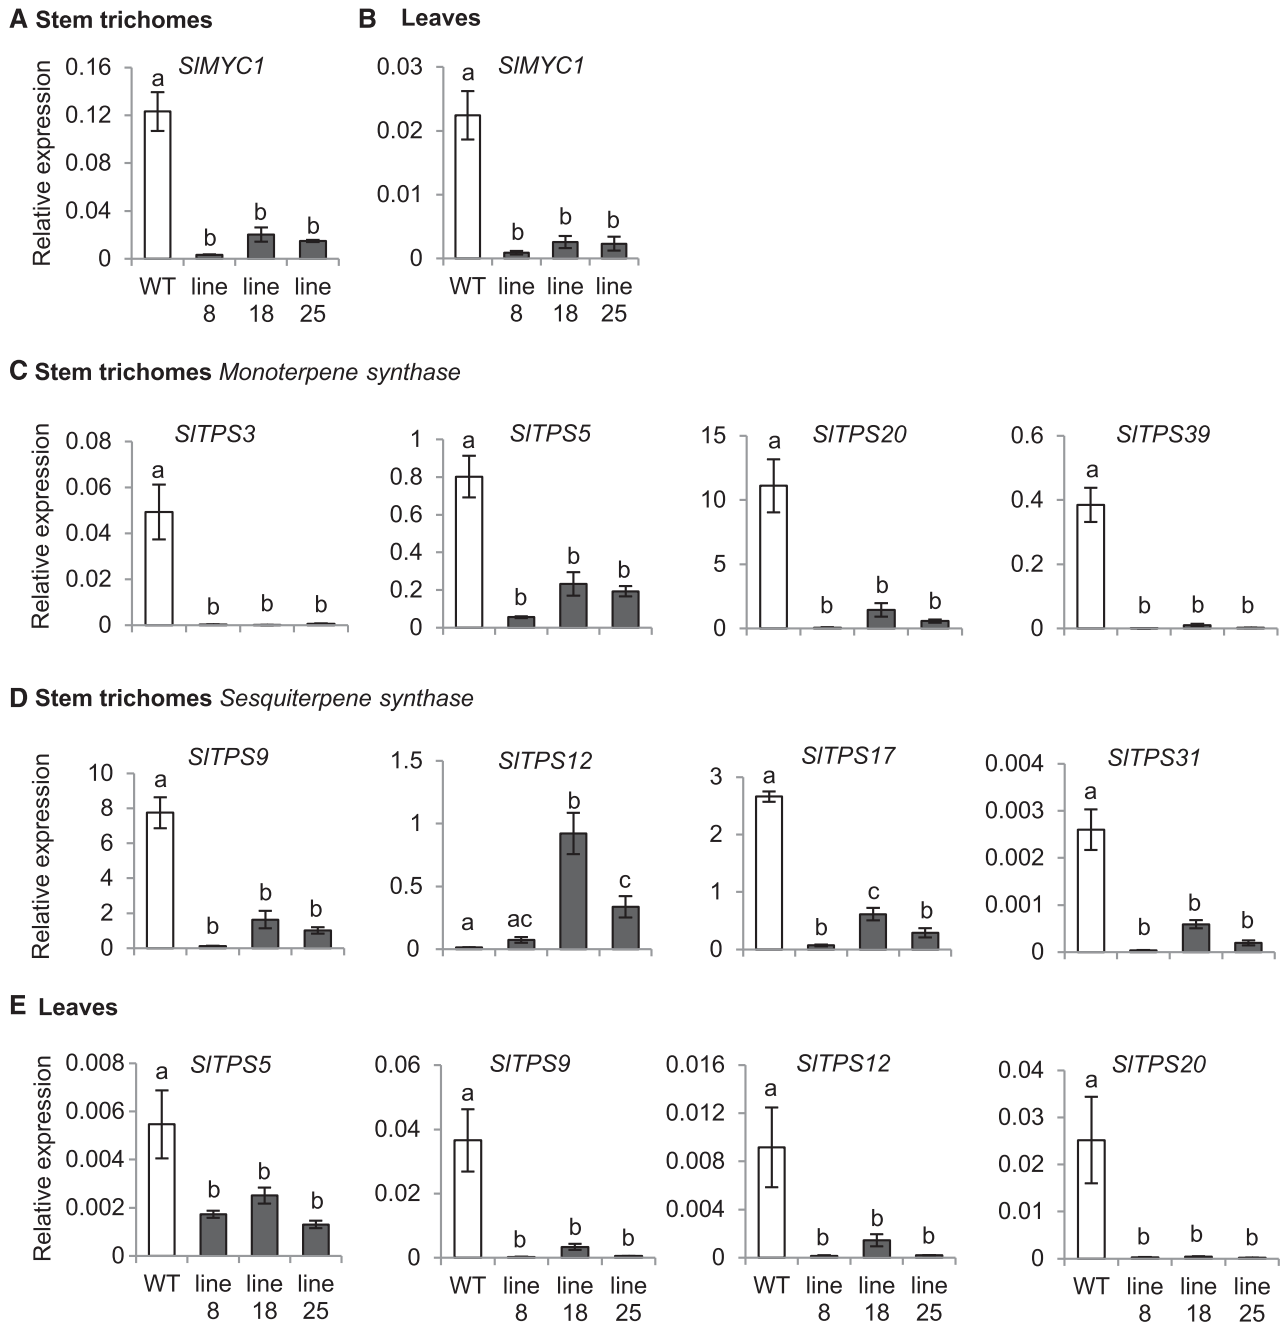 A Stem trichomes
B Leaves
SlMYC1
SlMYC1
Relative expression
0.16
0.12
0.08
0.04
0
a
b
b
b
WT
line
8
line
18
line
25
0.03
0.02
0.01
0
a
b
b
b
WT
line
8
line
18
line
25
C Stem trichomes Monoterpene synthase
SlTPS3
Relative expression
0.08
0.06
0.04
0.02
0
a
b
b
b
SlTPS5
1
0.8
0.6
0.4
0.2
0
a
b
b
b
SlTPS20
15
10
5
0
a
b
b
b
SlTPS39
0.6
0.4
0.2
0
a
b
b
b
D Stem trichomes Sesquiterpene synthase
SlTPS9
Relative expression
10
8
6
4
2
0
a
b
b
b
SlTPS12
1.5
1
0.5
0
a
ac
b
c
SlTPS17
3
2
1
0
a
b
c
b
SlTPS31
0.004
0.003
0.002
0.001
0
a
b
b
b
E Leaves
SlTPS5
Relative expression
0.008
0.006
0.004
0.002
0
a
b
b
b
WT
line
8
line
18
line
25
SlTPS9
0.06
0.04
0.02
0
a
b
b
b
WT
line
8
line
18
line
25
SlTPS12
0.016
0.012
0.008
0.004
0
a
b
b
b
WT
line
8
line
18
line
25
SlTPS20
0.04
0.03
0.02
0.01
0
a
b
b
b
WT
line
8
line
18
line
25